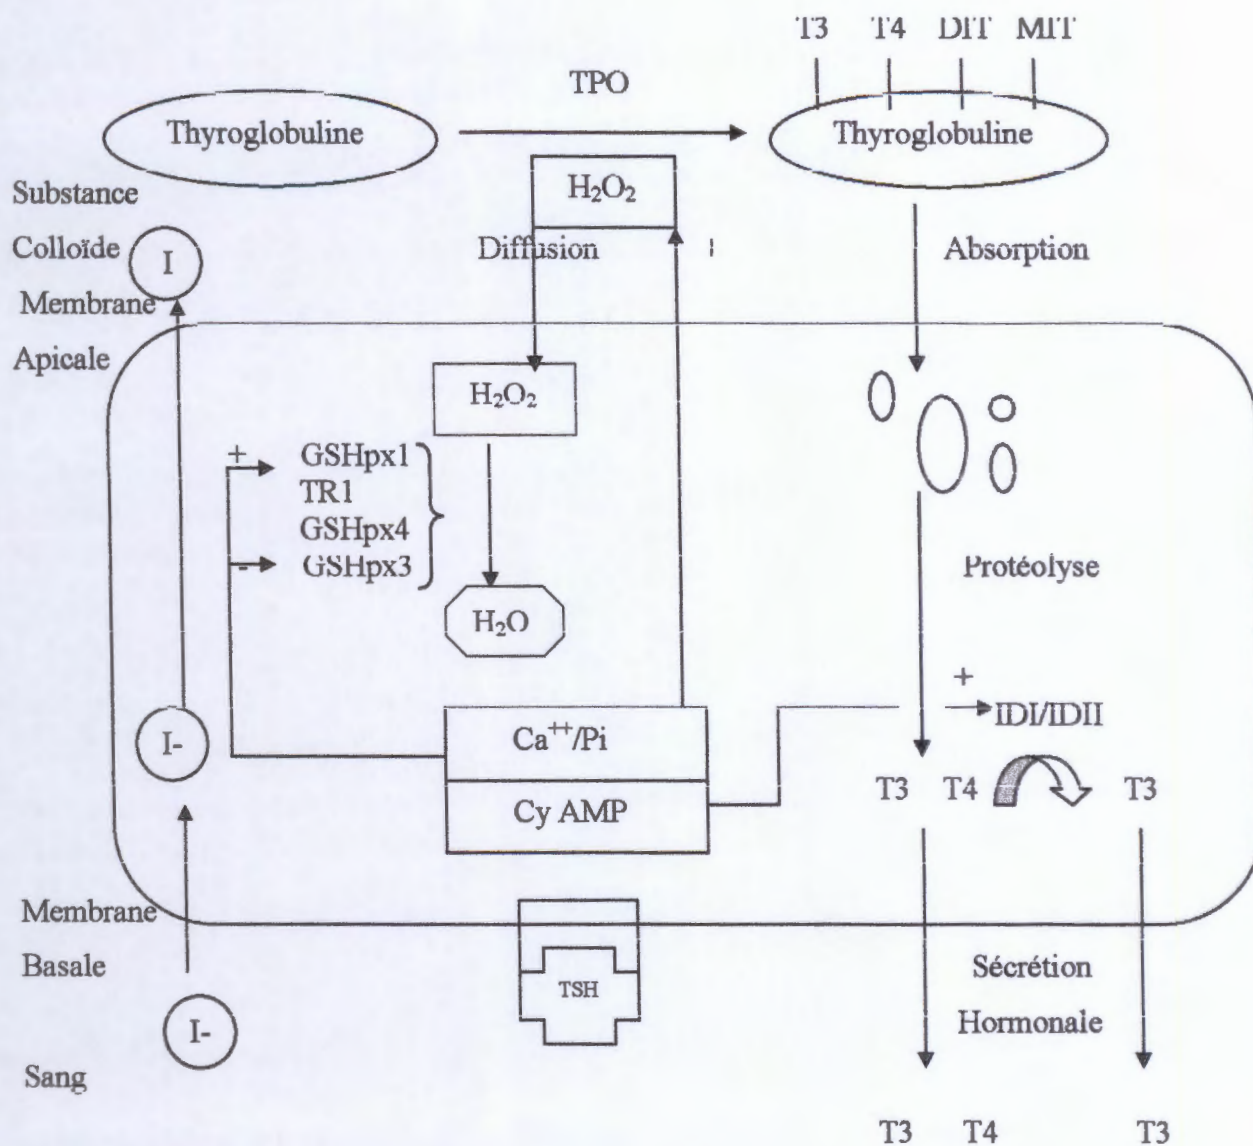 T3 T4 DIT MIT
TPO
Thyroglobuline
Thyroglobuline
H₂O₂
Substance
Colloïde
I
Diffusion
Absorption
Membrane
Apicale
H₂O₂
+ GSHpx1
TR1
GSHpx4
- GSHpx3
Protéolyse
H₂O
+
IDI/IDII
I-
Ca⁺⁺/Pi
T3 T4 T3
Cy AMP
Membrane
Basale
TSH
Sécrétion
I-
Hormonale
Sang
T3 T4 T3